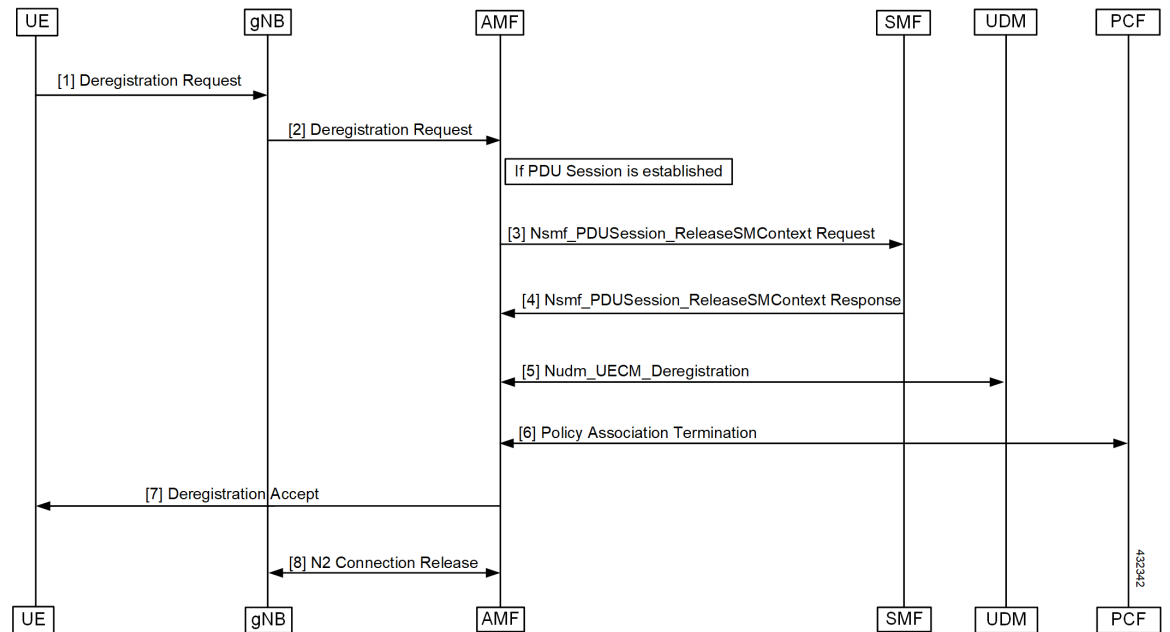 UE gNB AMF SMF UDM PCF
[1] Deregistration Request
[2] Deregistration Request
If PDU Session is established
[3] Nsmf_PDUSession_ReleaseSMContext Request
[4] Nsmf_PDUSession_ReleaseSMContext Response
[5] Nudm_UECM_Deregistration
[6] Policy Association Termination
[7] Deregistration Accept
[8] N2 Connection Release
432342
UE gNB AMF SMF UDM PCF